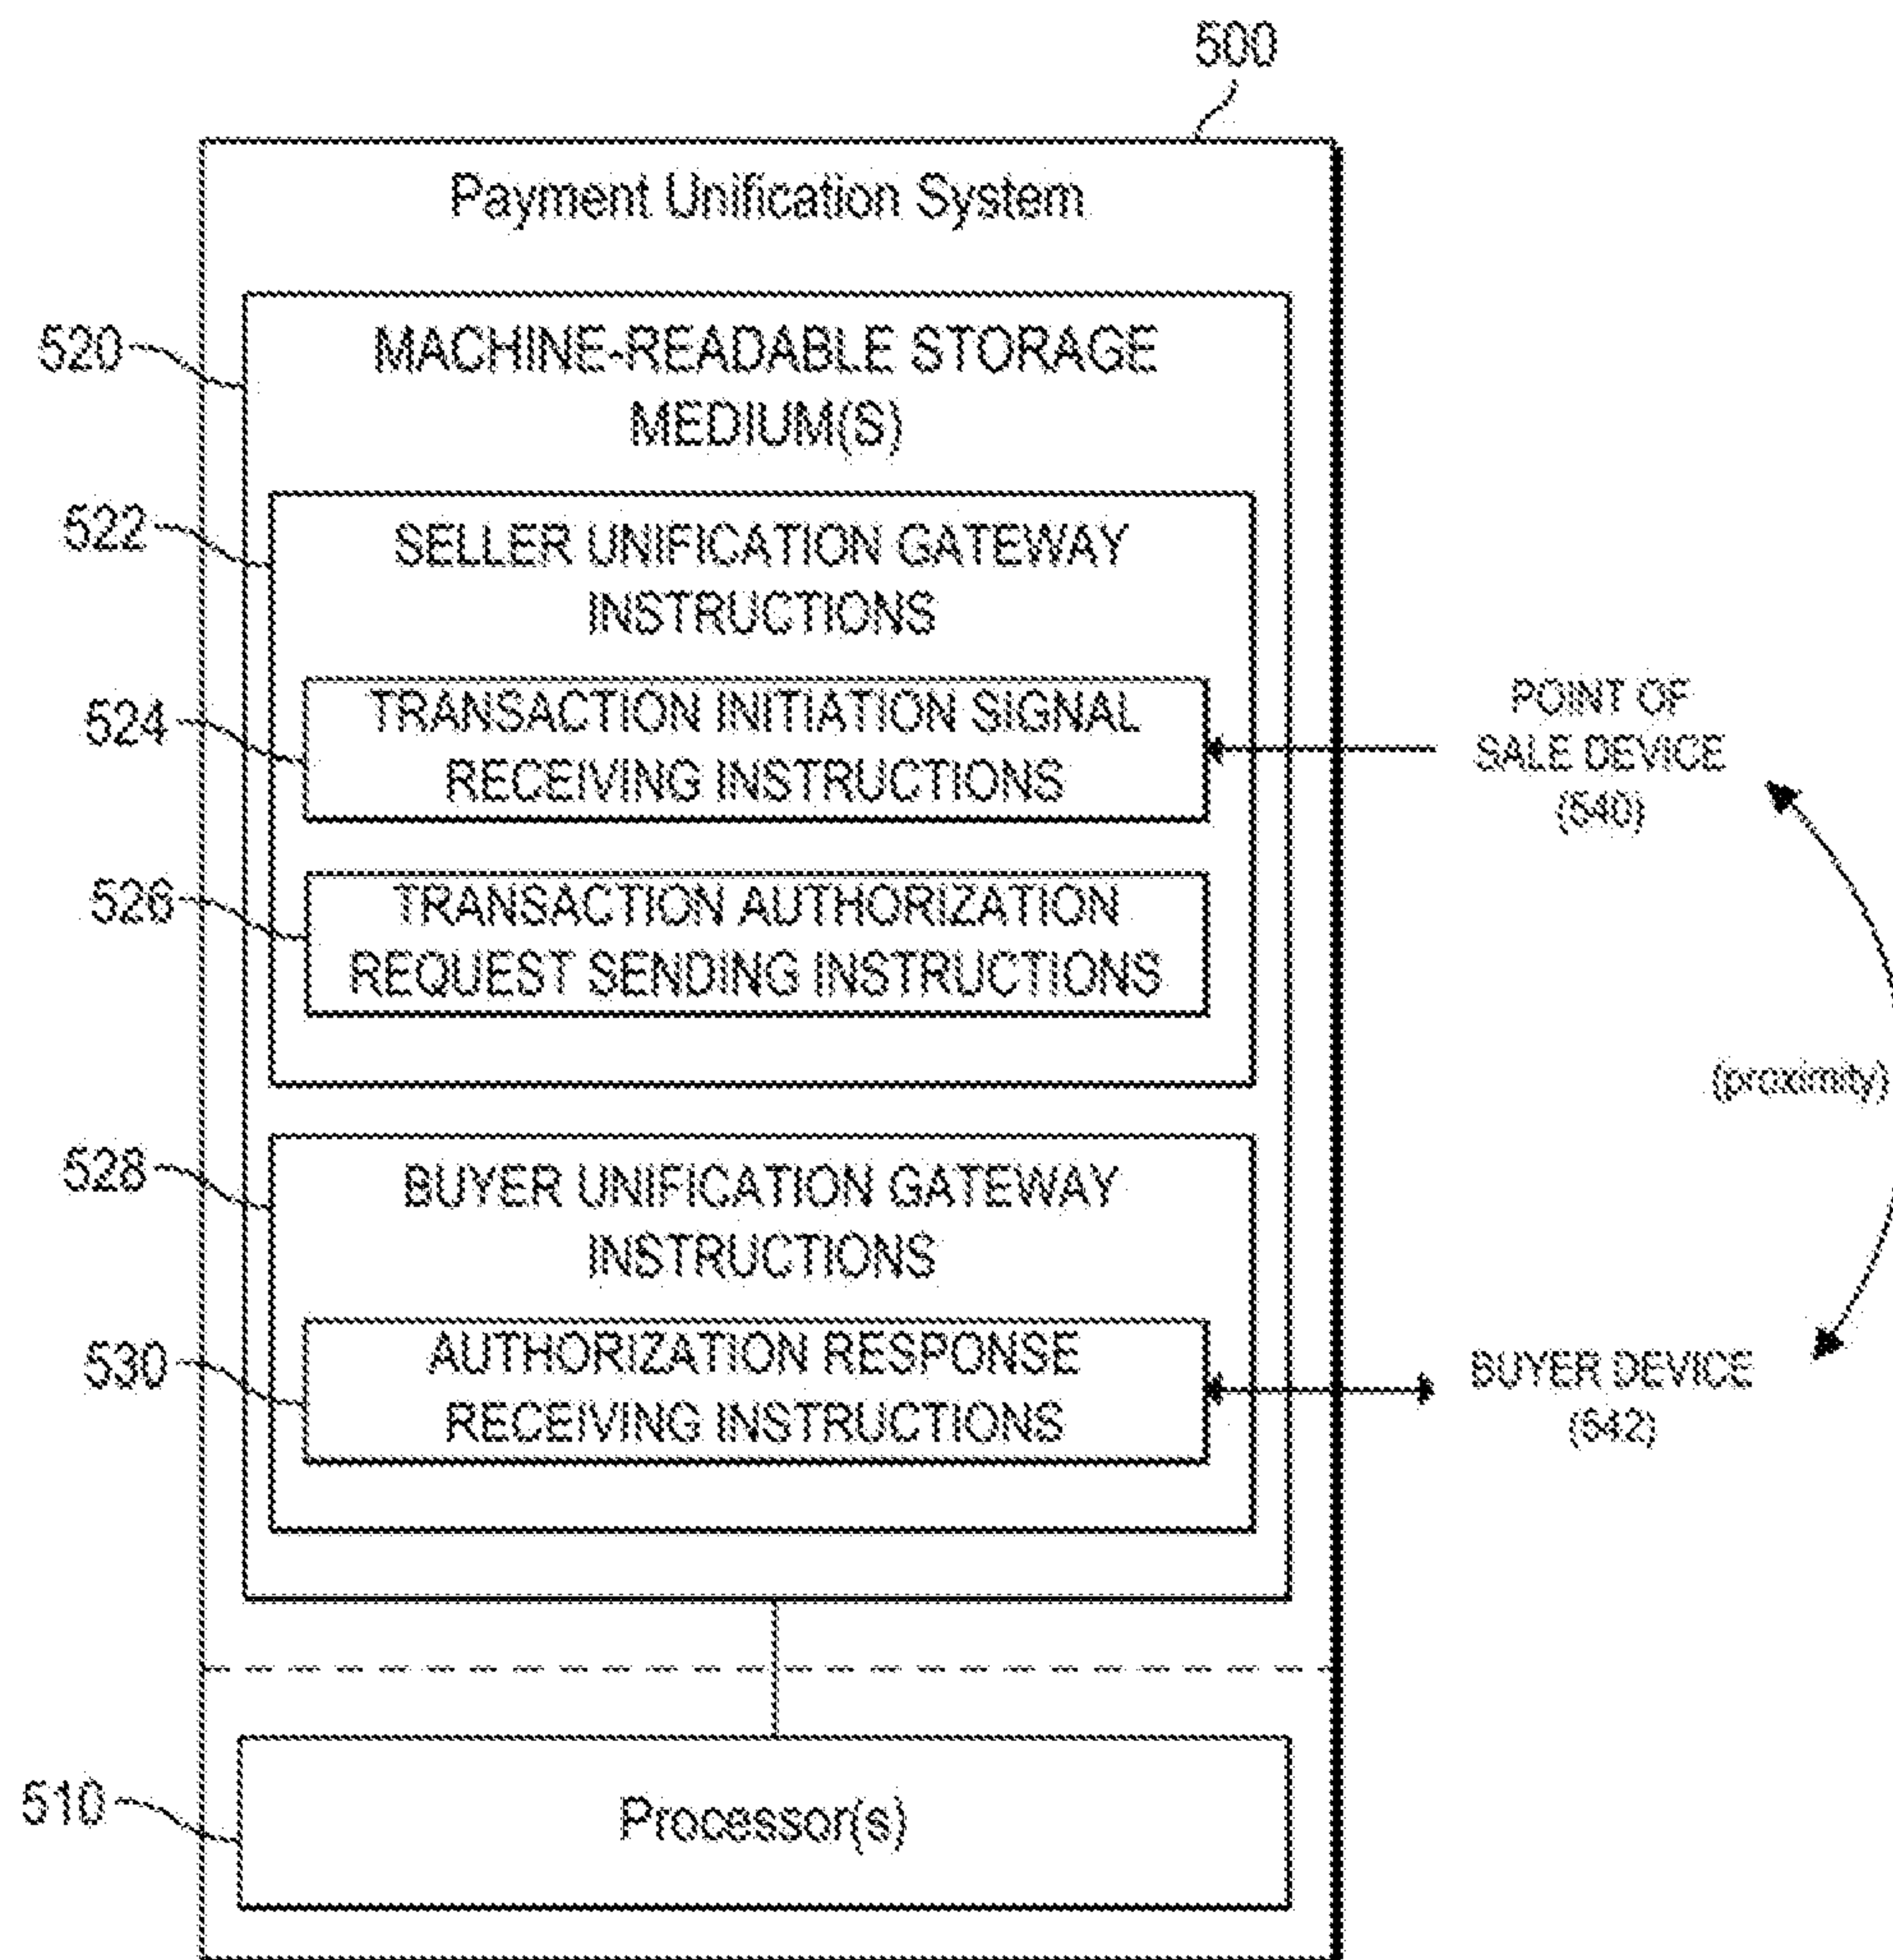 500
Payment Unification System
520
MACHINE-READABLE STORAGE
MEDIUM(S)
522
SELLER UNIFICATION GATEWAY
INSTRUCTIONS
524
TRANSACTION INITIATION SIGNAL
RECEIVING INSTRUCTIONS
POINT OF
SALE DEVICE
(540)
526
TRANSACTION AUTHORIZATION
REQUEST SENDING INSTRUCTIONS
(proximity)
528
BUYER UNIFICATION GATEWAY
INSTRUCTIONS
530
AUTHORIZATION RESPONSE
RECEIVING INSTRUCTIONS
BUYER DEVICE
(542)
510
Processor(s)